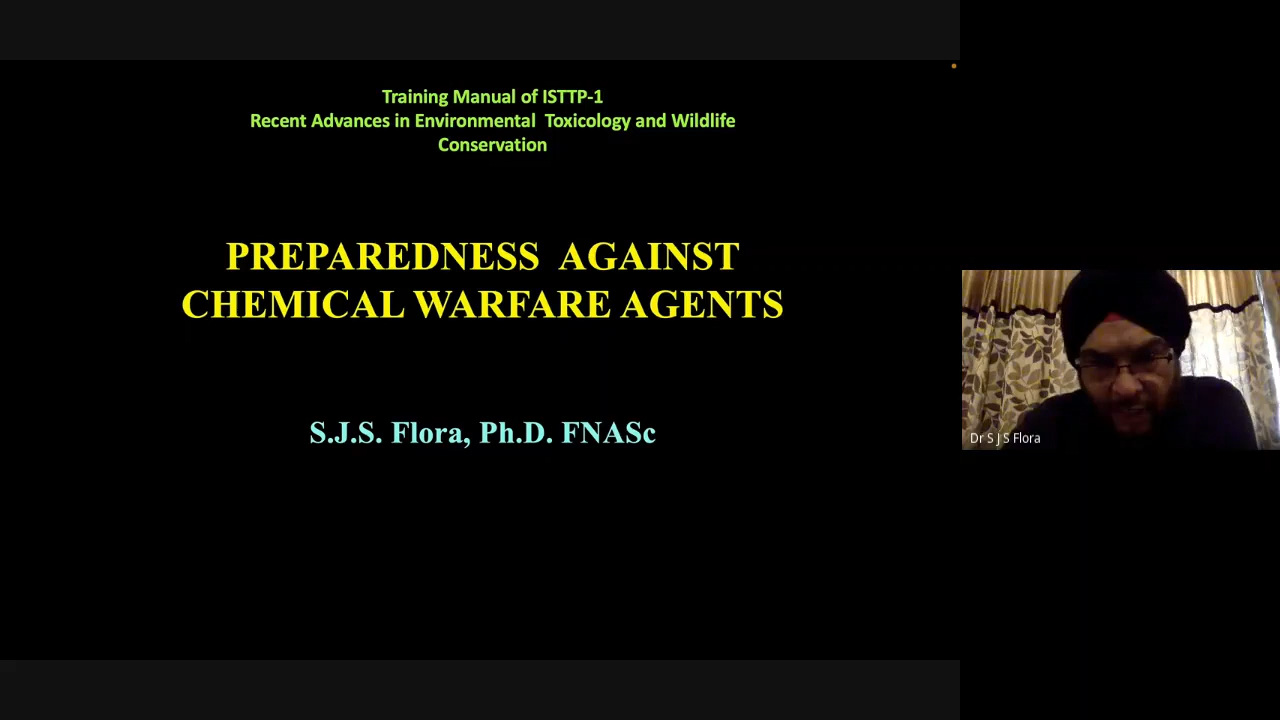 Training Manual of ISTTP-1
Recent Advances in Environmental Toxicology and Wildlife
Conservation
PREPAREDNESS AGAINST
CHEMICAL WARFARE AGENTS
S.J.S. Flora, Ph.D. FNASc
Dr S J S Flora